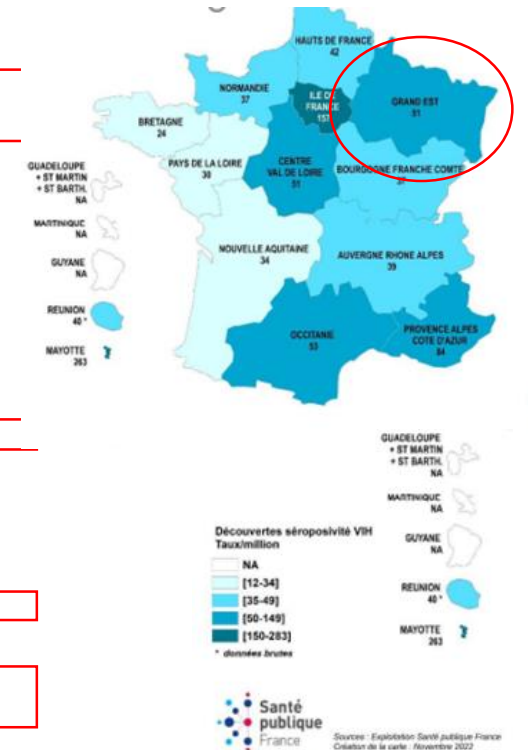 HAUTS DE FRANCE
42
NORMANDIE
37
ILE DE
FRANCE
157
GRAND EST
51
BRETAGNE
24
PAYS DE LA LOIRE
30
CENTRE
VAL DE LOIRE
51
BOURGOGNE FRANCHE COMTE
GUADELOUPE
+ ST MARTIN
+ ST BARTH.
NA
MARTINIQUE
NA
GUYANE
NA
REUNION
40 *
MAYOTTE
263
NOUVELLE AQUITAINE
34
AUVERGNE RHONE ALPES
39
OCCITANIE
53
PROVENCE ALPES
COTE D'AZUR
84
GUADELOUPE
+ ST MARTIN
+ ST BARTH.
NA
MARTINIQUE
NA
GUYANE
NA
REUNION
40 *
MAYOTTE
263
Découvertes séroposivité VIH
Taux/million
NA
[12-34]
[35-49]
[50-149]
[150-283]
* données brutes
Santé
publique
France
Sources : Exploitation Santé publique France
Création de la carte : Novembre 2022